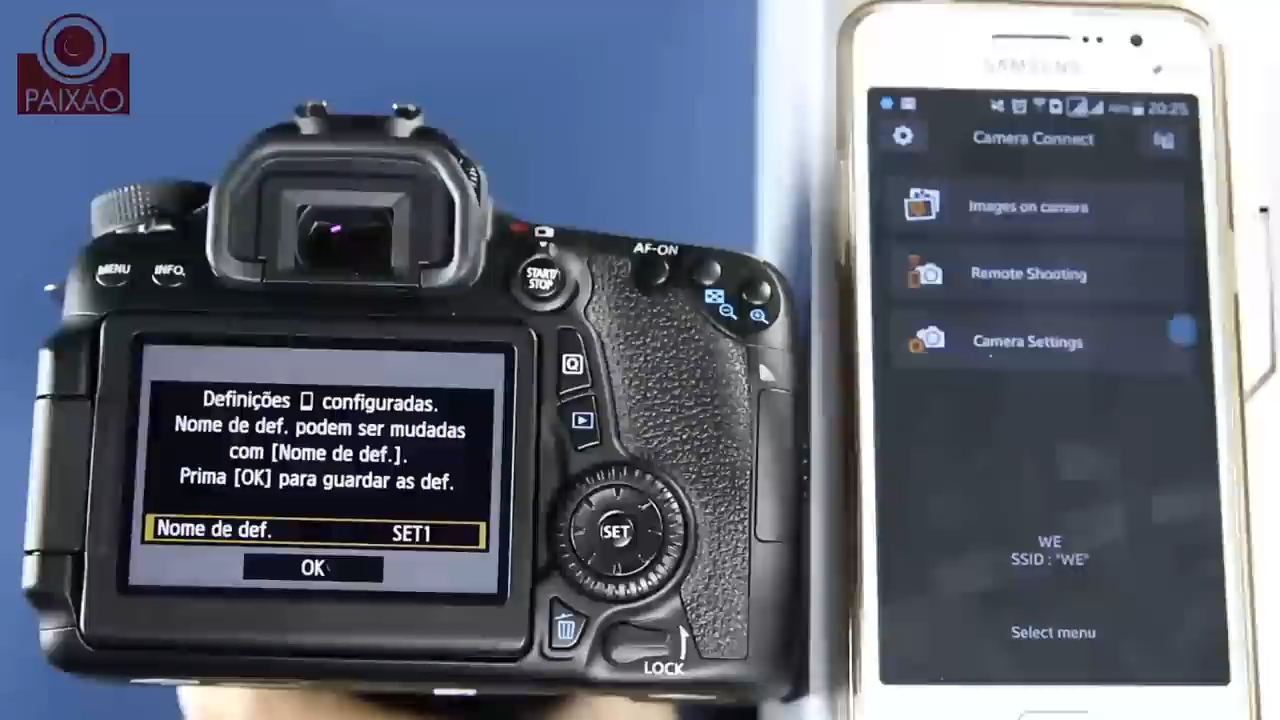 PAIXÃO
MENU
INFO.
START/
STOP
AF-ON
Q
Definições configuradas.
Nome de def. podem ser mudadas
com [Nome de def.].
Prima [OK] para guardar as def.
Nome de def. SET1
OK
SET
LOCK
SAMSUNG
20:25
Camera Connect
Images on camera
Remote Shooting
Camera Settings
WE
SSID : "WE"
Select menu